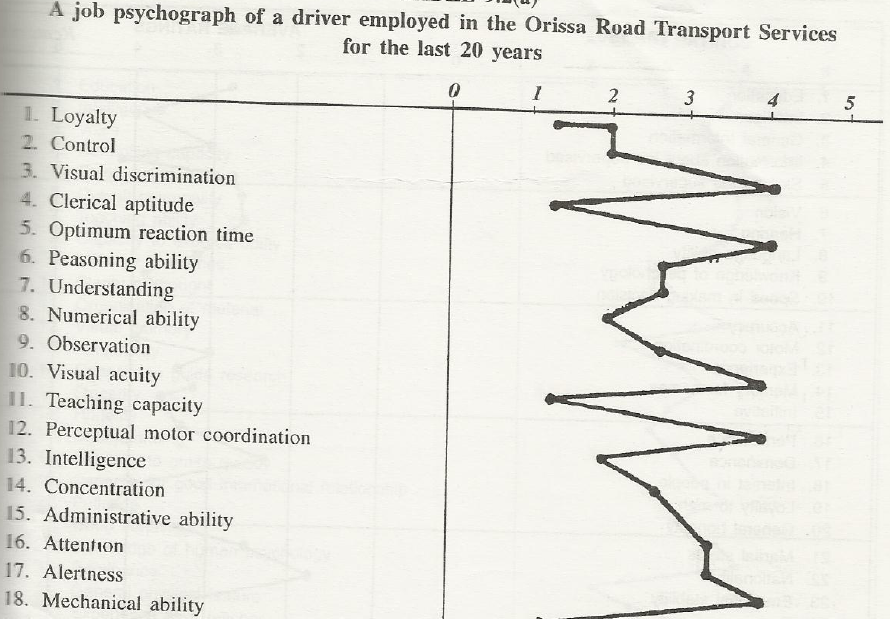 A job psychograph of a driver employed in the Orissa Road Transport Services
for the last 20 years
0 1 2 3 4 5
1. Loyalty
2. Control
3. Visual discrimination
4. Clerical aptitude
5. Optimum reaction time
6. Peasoning ability
7. Understanding
8. Numerical ability
9. Observation
10. Visual acuity
11. Teaching capacity
12. Perceptual motor coordination
13. Intelligence
14. Concentration
15. Administrative ability
16. Attention
17. Alertness
18. Mechanical ability